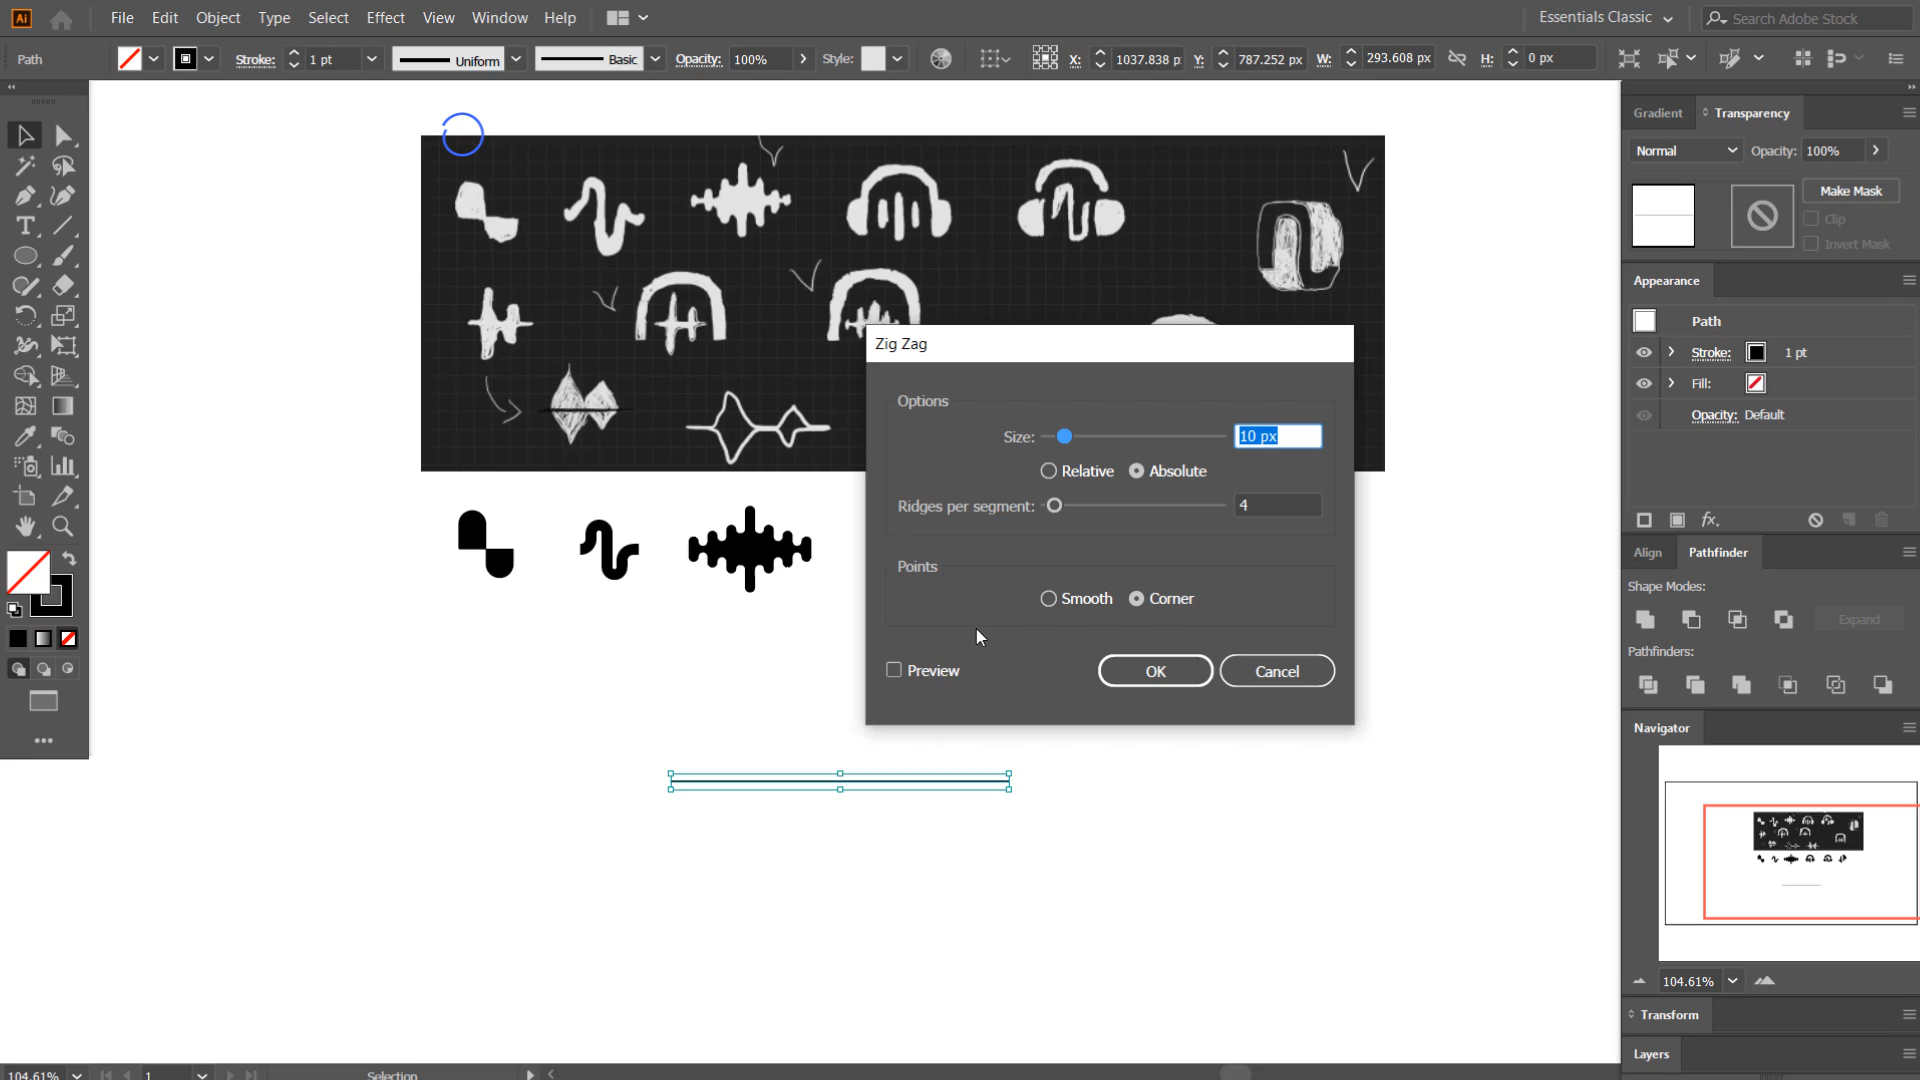 Ai File Edit Object Type Select Effect View Window Help Essentials Classic Search Adobe Stock
Path Stroke: 1 pt Uniform Basic Opacity: 100% Style: X: 1037.838 p Y: 787.252 px W: 293.608 px H: 0 px
Gradient Transparency
Normal Opacity: 100%
Make Mask
Clip
Invert Mask
Appearance
Path
Stroke: 1 pt
Fill:
Opacity: Default
fx.
Align Pathfinder
Shape Modes:
Expand
Pathfinders:
Navigator
104.61%
Transform
Layers
Zig Zag
Options
Size: 10 px
Relative Absolute
Ridges per segment: 4
Points
Smooth Corner
Preview OK Cancel
104.61% 1 Selection